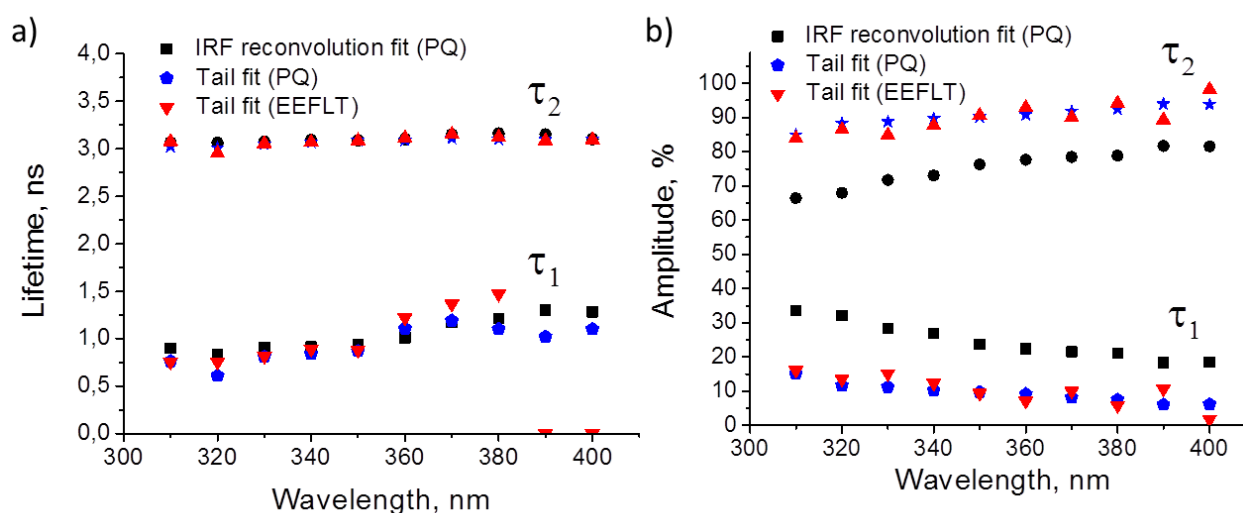 a)
IRF reconvolution fit (PQ)
Tail fit (PQ)
Tail fit (EEFLT)
τ2
τ1
4,0
3,5
3,0
2,5
2,0
1,5
1,0
0,5
0,0
Lifetime, ns
300 320 340 360 380 400
Wavelength, nm
b)
IRF reconvolution fit (PQ)
Tail fit (PQ)
Tail fit (EEFLT)
τ2
τ1
100
90
80
70
60
50
40
30
20
10
0
Amplitude, %
300 320 340 360 380 400
Wavelength, nm